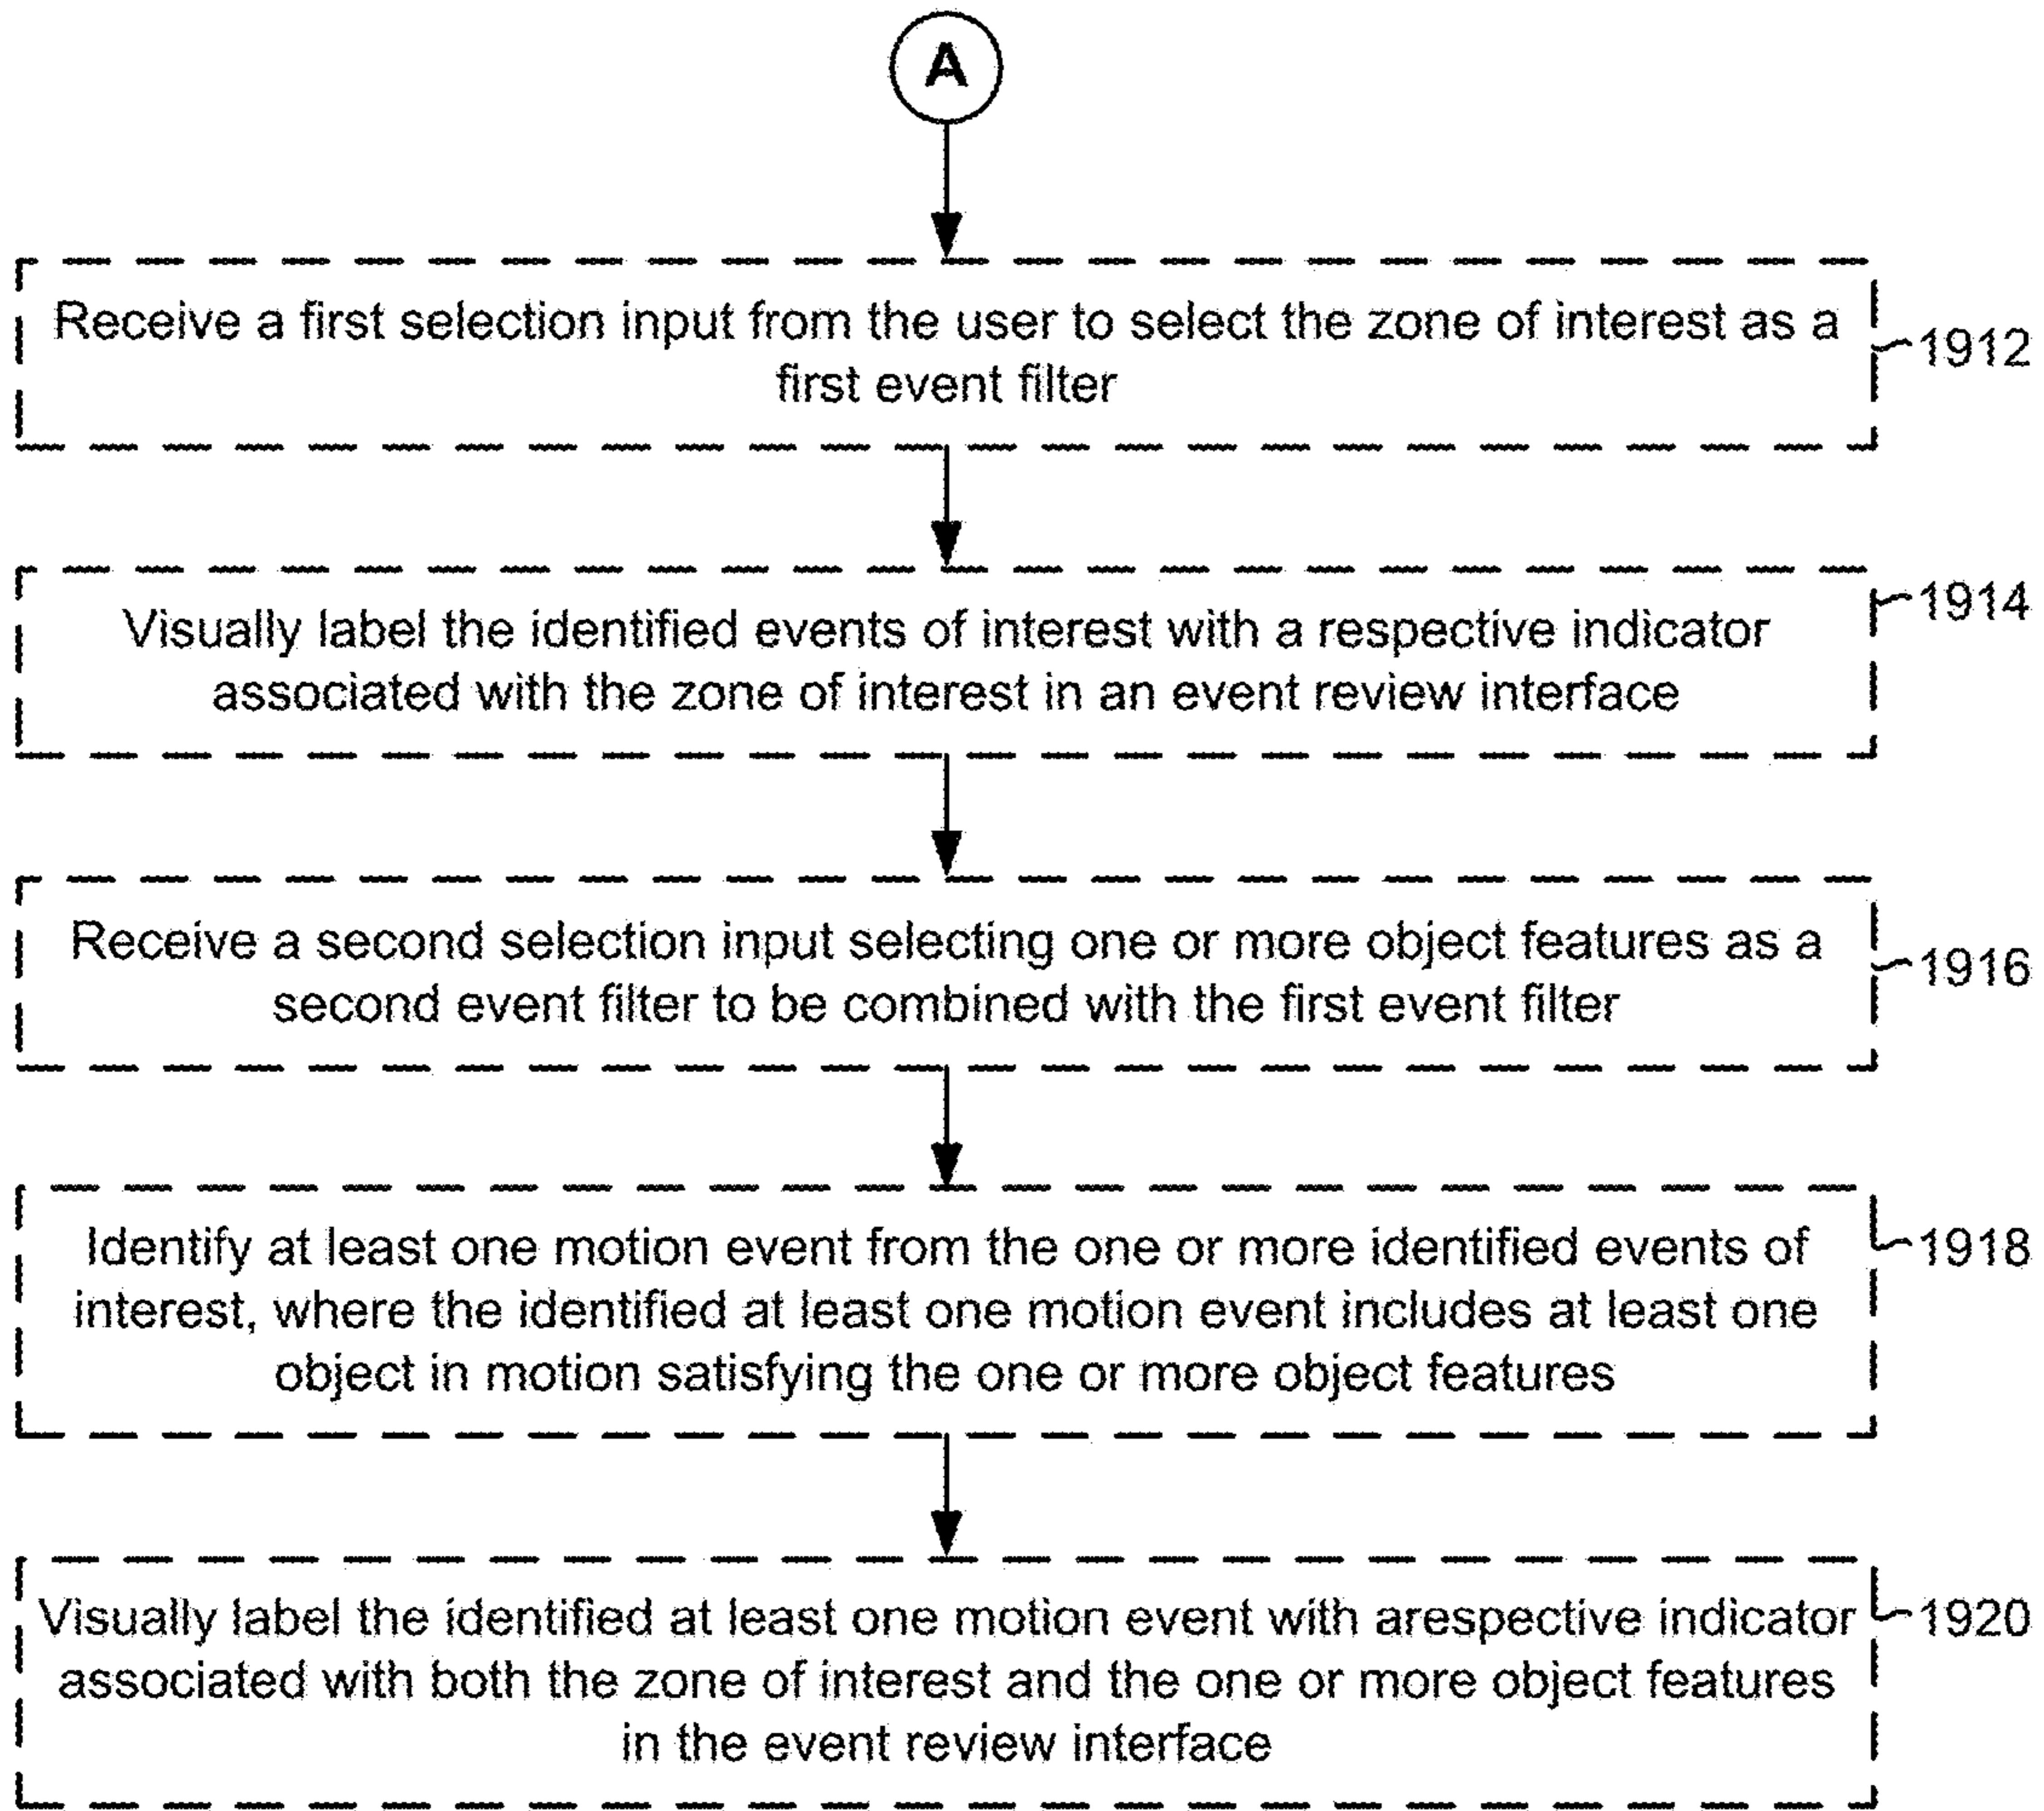 A
Receive a first selection input from the user to select the zone of interest as a
first event filter
1912
Visually label the identified events of interest with a respective indicator
associated with the zone of interest in an event review interface
1914
Receive a second selection input selecting one or more object features as a
second event filter to be combined with the first event filter
1916
Identify at least one motion event from the one or more identified events of
interest, where the identified at least one motion event includes at least one
object in motion satisfying the one or more object features
1918
Visually label the identified at least one motion event with arespective indicator
associated with both the zone of interest and the one or more object features
in the event review interface
1920